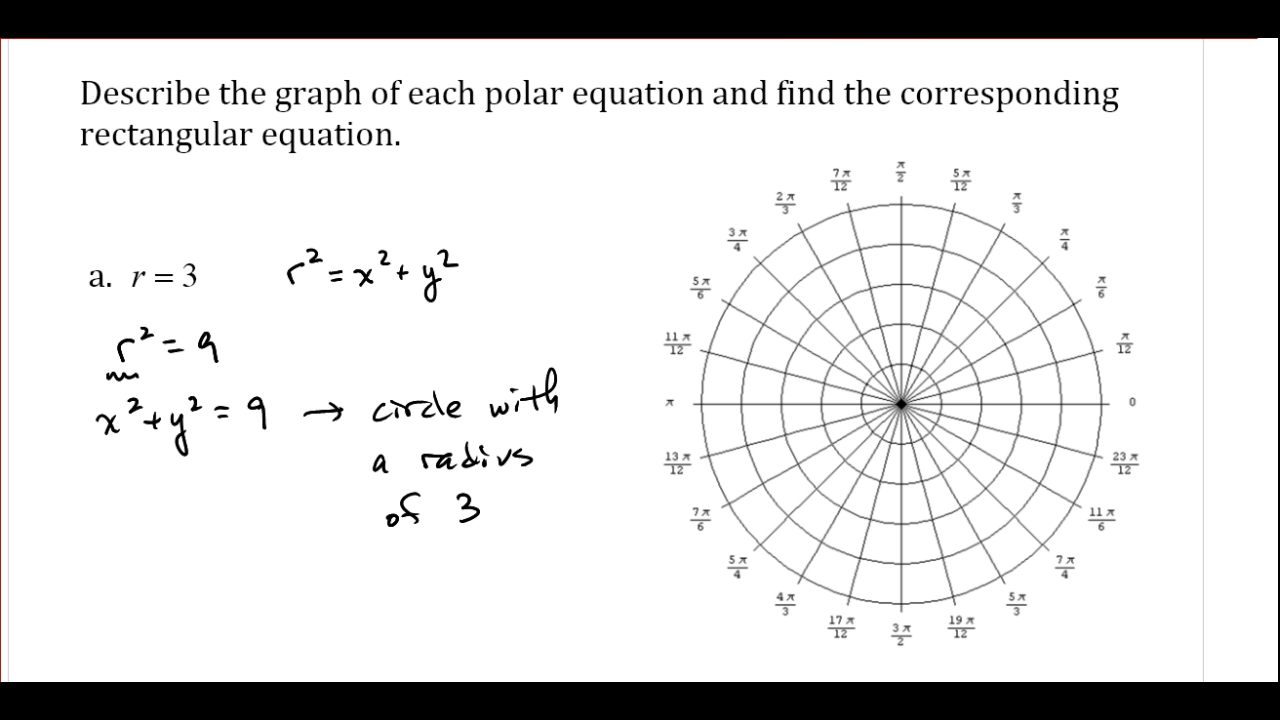 Describe the graph of each polar equation and find the corresponding
rectangular equation.
a. r = 3
r² = x² + y²
r² = 9
x² + y² = 9 → circle with
a radius
of 3
π/2
5π/12
π/3
π/4
π/6
π/12
0
23π/12
11π/6
7π/4
5π/3
19π/12
3π/2
17π/12
4π/3
5π/4
7π/6
13π/12
π
11π/12
5π/6
3π/4
2π/3
7π/12